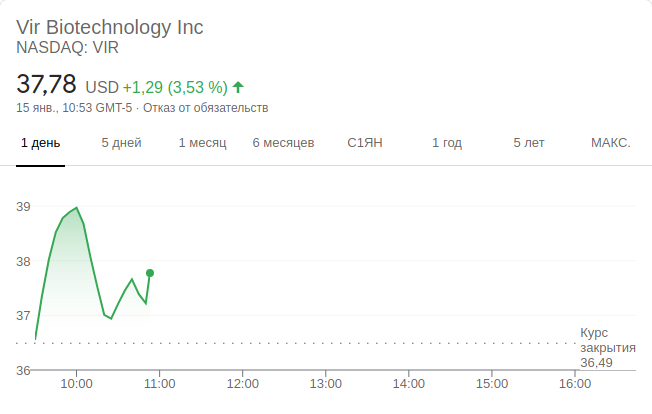 Vir Biotechnology Inc
NASDAQ: VIR
37,78 USD +1,29 (3,53 %)
15 янв., 10:53 GMT-5 · Отказ от обязательств
1 день 5 дней 1 месяц 6 месяцев С1ЯН 1 год 5 лет МАКС.
39
38
37
Курс
закрытия
36,49
36
10:00 11:00 12:00 13:00 14:00 15:00 16:00